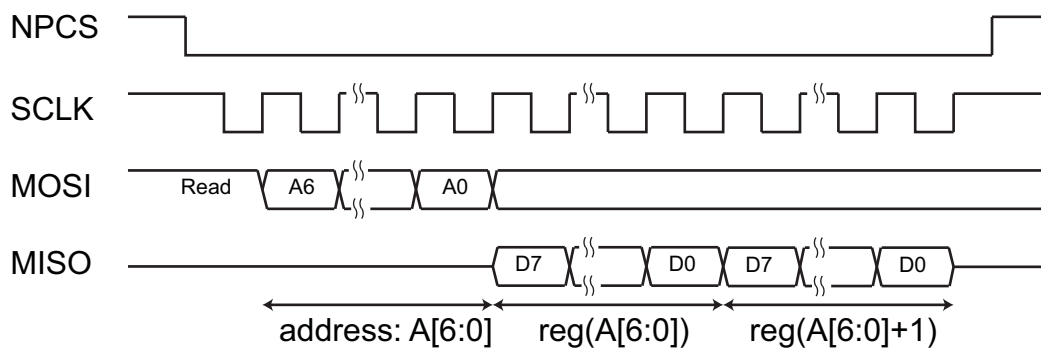 NPCS
SCLK
MOSI Read A6 A0
MISO D7 D0 D7 D0
address: A[6:0] reg(A[6:0]) reg(A[6:0]+1)